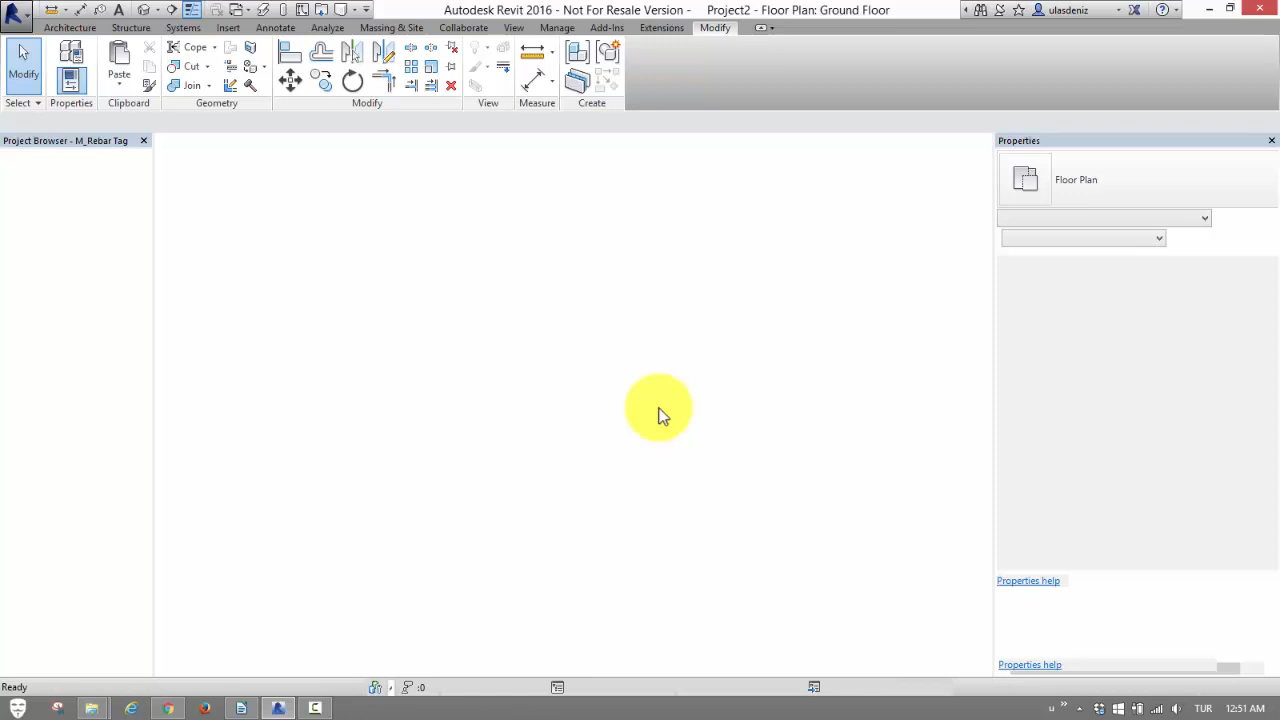 Autodesk Revit 2016 - Not For Resale Version - Project2 - Floor Plan: Ground Floor
ulasdeniz
Architecture Structure Systems Insert Annotate Analyze Massing & Site Collaborate View Manage Add-Ins Extensions Modify
Modify
Paste
Cope
Cut
Join
Select Properties Clipboard Geometry Modify View Measure Create
Project Browser - M_Rebar Tag
Properties
Floor Plan
Properties help
Properties help
Ready
:0
u
TUR 12:51 AM